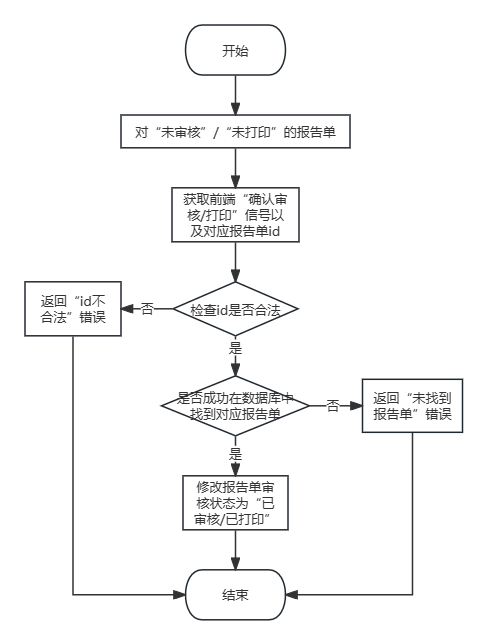 开始
对“未审核”/“未打印”的报告单
获取前端“确认审
核/打印”信号以
及对应报告单id
检查id是否合法
否
返回“id不
合法”错误
是
是否成功在数据库中
找到对应报告单
否
返回“未找到
报告单”错误
是
修改报告单审
核状态为“已
审核/已打印”
结束